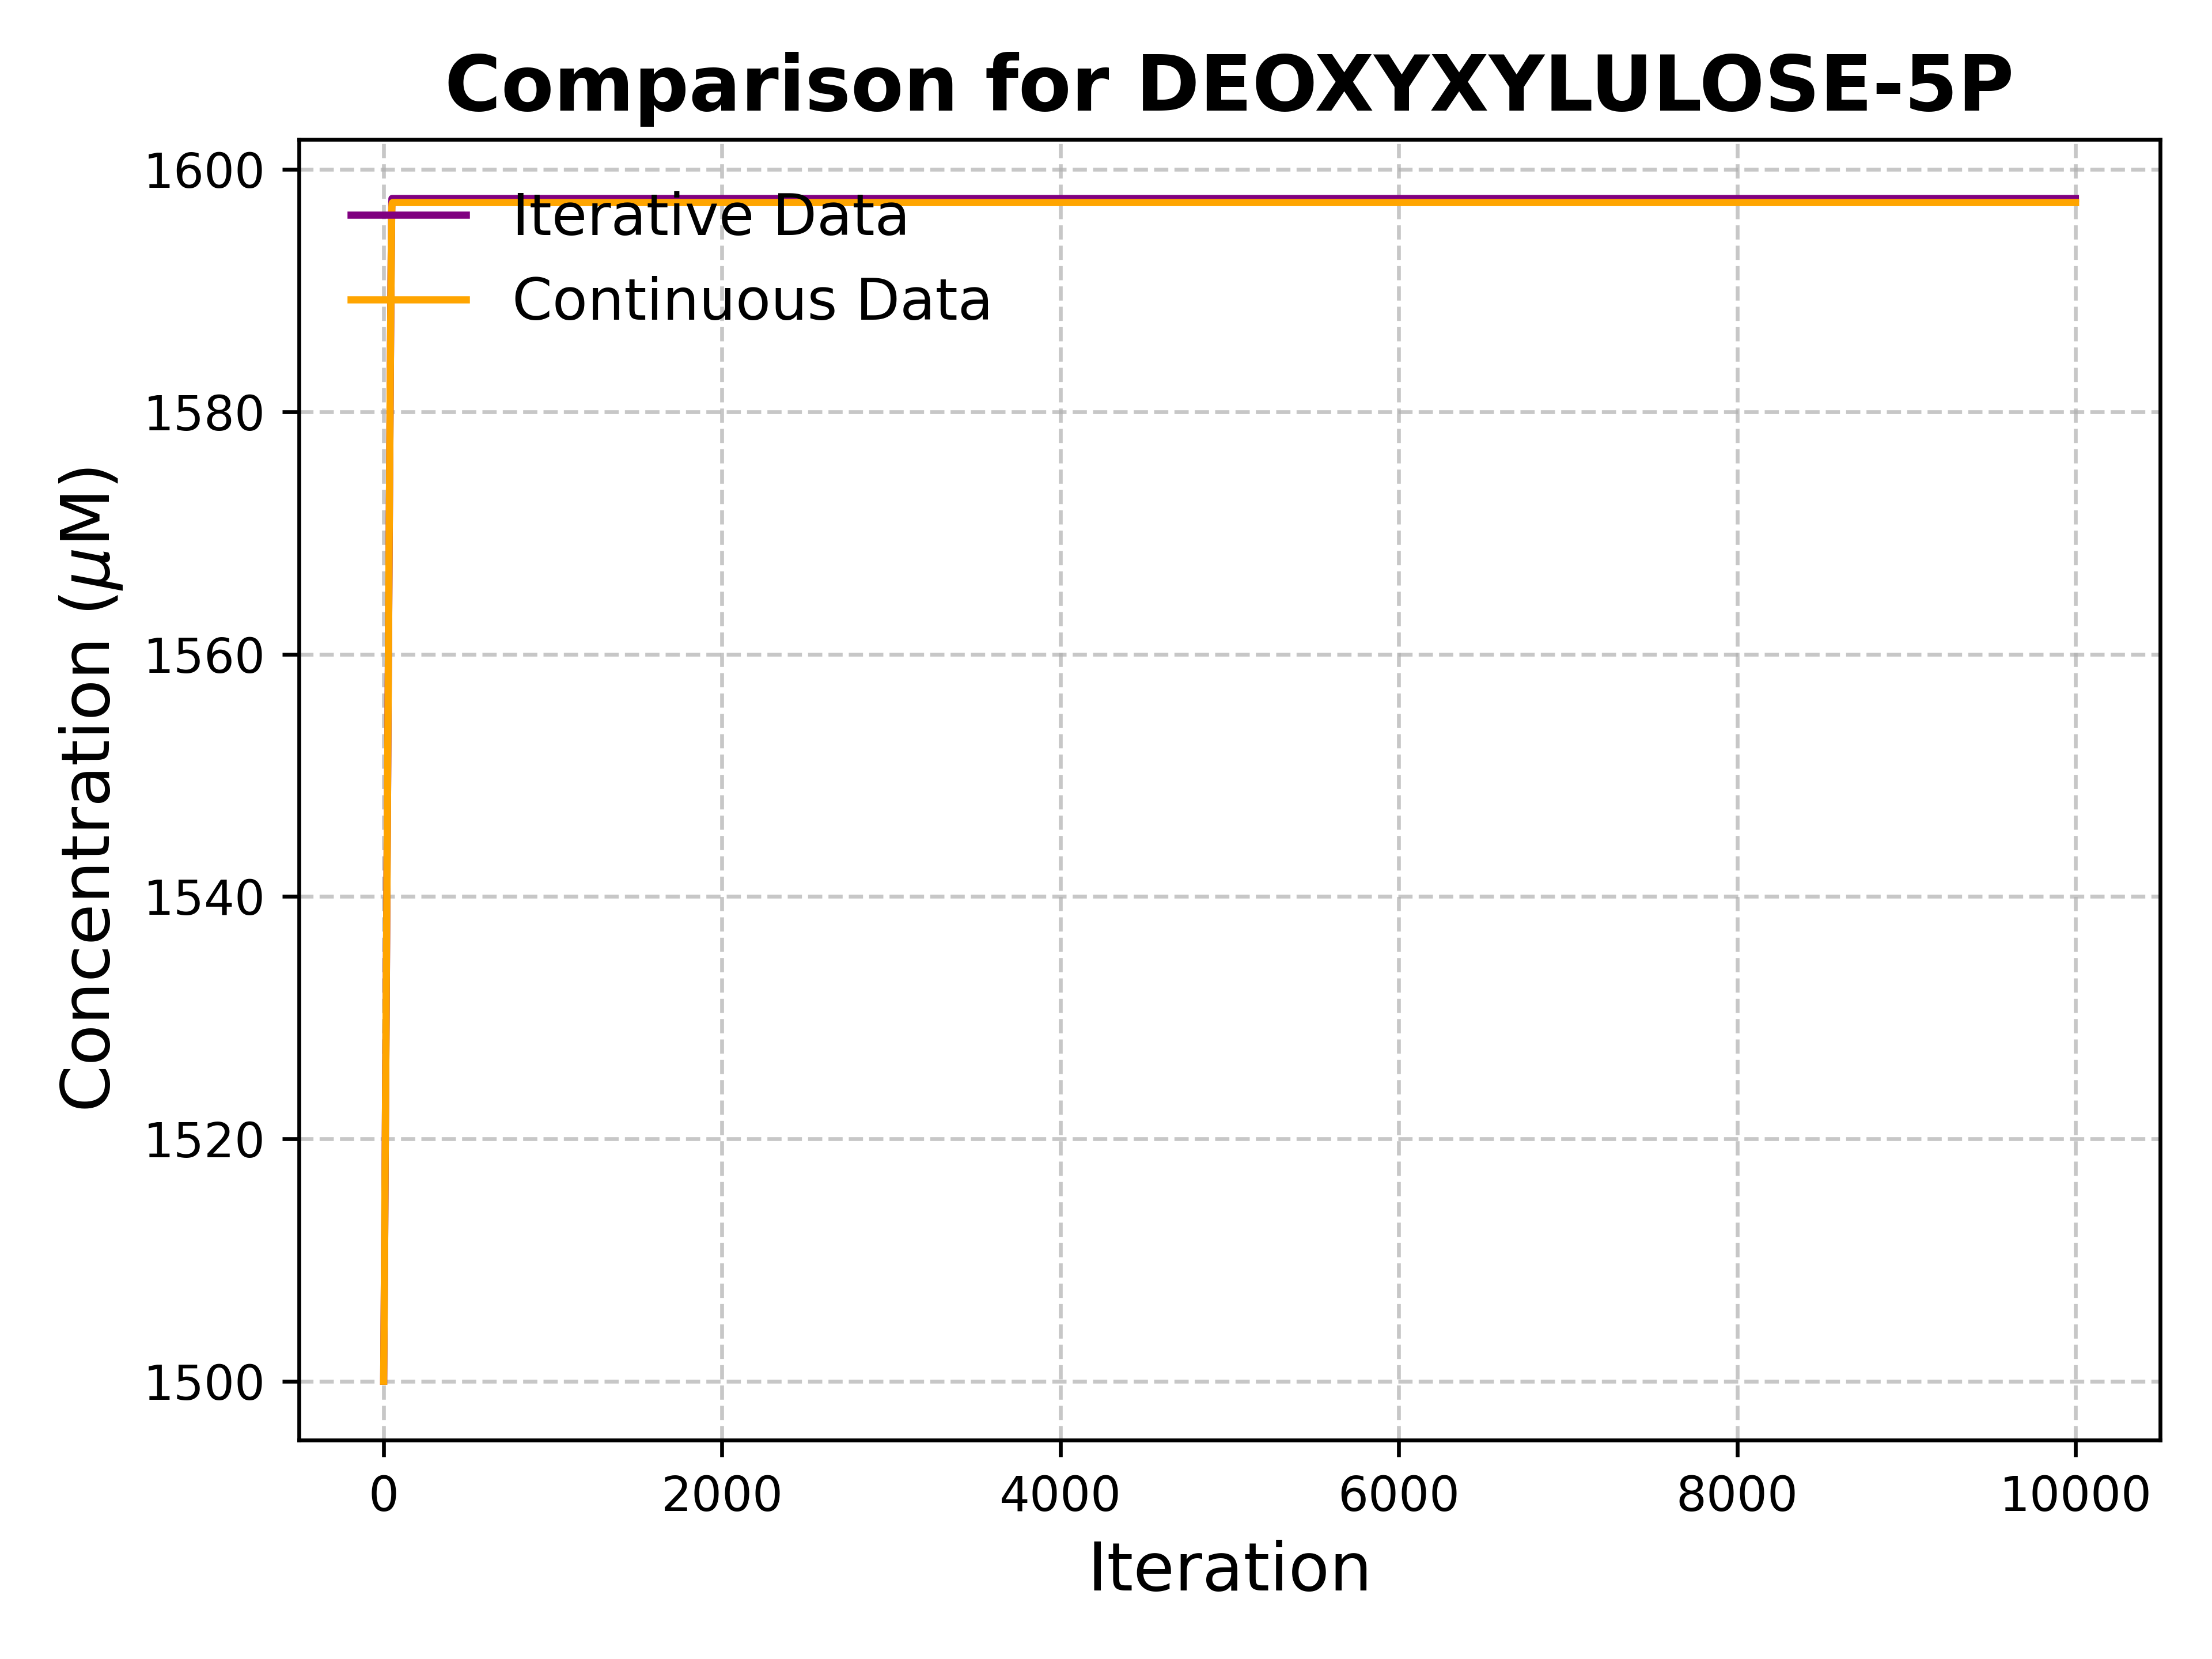 Comparison for DEOXYXYLULOSE-5P
1600
1580
1560
1540
1520
1500
Concentration (μM)
Iterative Data
Continuous Data
0 2000 4000 6000 8000 10000
Iteration